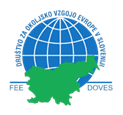 DRUŠTVO ZA OKOLJSKO VZGOJO EVROPE V SLOVENIJI
FEE DOVES